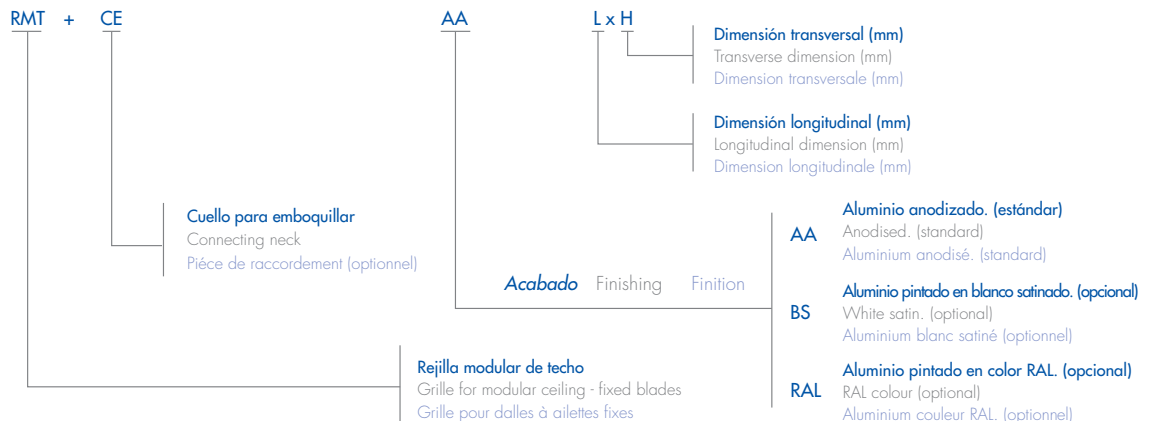 RMT + CE AA L x H
Dimensión transversal (mm)
Transverse dimension (mm)
Dimension transversale (mm)
Dimensión longitudinal (mm)
Longitudinal dimension (mm)
Dimension longitudinale (mm)
Cuello para emboquillar
Connecting neck
Piéce de raccordement (optionnel)
Acabado Finishing Finition
AA
Aluminio anodizado. (estándar)
Anodised. (standard)
Aluminium anodisé. (standard)
BS
Aluminio pintado en blanco satinado. (opcional)
White satin. (optional)
Aluminium blanc satiné (optionnel)
RAL
Aluminio pintado en color RAL. (opcional)
RAL colour (optional)
Aluminium couleur RAL. (optionnel)
Rejilla modular de techo
Grille for modular ceiling - fixed blades
Grille pour dalles à ailettes fixes